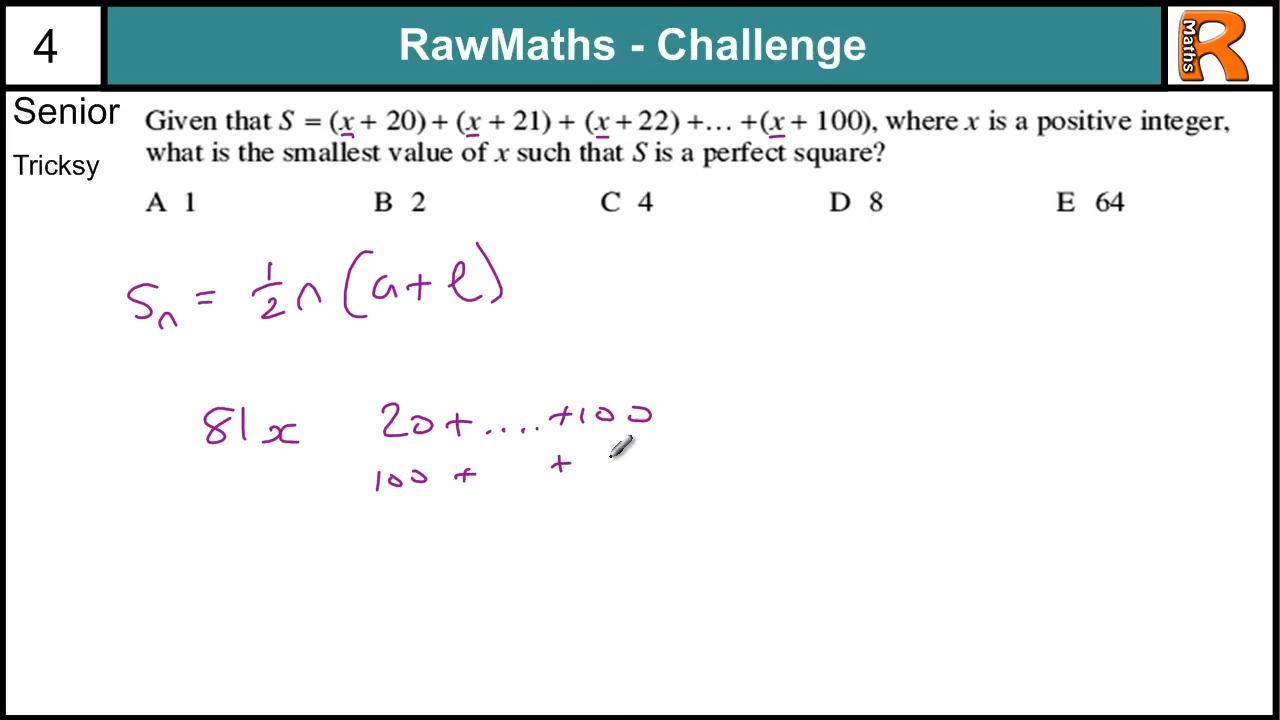 4
RawMaths - Challenge
Maths R
Senior
Tricksy
Given that S = (x + 20) + (x + 21) + (x + 22) +… +(x + 100), where x is a positive integer,
what is the smallest value of x such that S is a perfect square?
A 1 B 2 C 4 D 8 E 64
Sn = 1/2 n (a + l)
81x 20 + .... + 100
100 + +